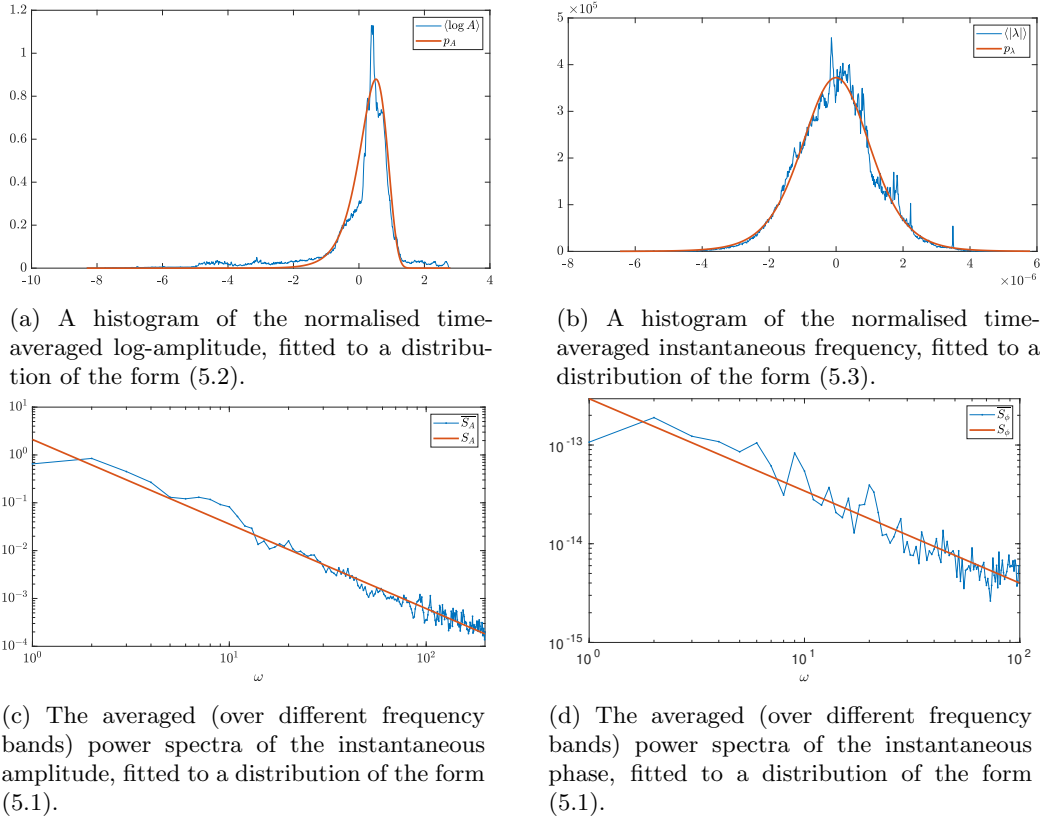 1.2
1
0.8
0.6
0.4
0.2
0
-10 -8 -6 -4 -2 0 2 4
⟨log A⟩
p_A
×10^5
5
4
3
2
1
0
-8 -6 -4 -2 0 2 4 6
×10^-6
⟨|λ|⟩
p_λ
(a) A histogram of the normalised time-
averaged log-amplitude, fitted to a distribu-
tion of the form (5.2).
(b) A histogram of the normalised time-
averaged instantaneous frequency, fitted to a
distribution of the form (5.3).
10^1
10^0
10^-1
10^-2
10^-3
10^-4
10^0 10^1 10^2
ω
S̅_A
S_A
10^-13
10^-14
10^-15
10^0 10^1 10^2
ω
S̅_ϕ
S_ϕ
(c) The averaged (over different frequency
bands) power spectra of the instantaneous
amplitude, fitted to a distribution of the form
(5.1).
(d) The averaged (over different frequency
bands) power spectra of the instantaneous
phase, fitted to a distribution of the form
(5.1).